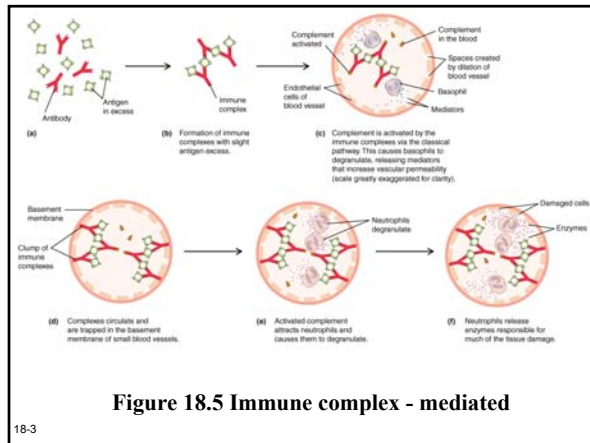 Antibody
Antigen
in excess
(a)
Immune
complex
(b) Formation of immune
complexes with slight
antigen excess.
Complement
activated
Complement
in the blood
Spaces created
by dilation of
blood vessel
Endothelial
cells of
blood vessel
Basophil
Mediators
(c) Complement is activated by the
immune complexes via the classical
pathway. This causes basophils to
degranulate, releasing mediators
that increase vascular permeability
(scale greatly exaggerated for clarity).
Basement
membrane
Clump of
immune
complexes
(d) Complexes circulate and
are trapped in the basement
membrane of small blood vessels.
Neutrophils
degranulate
(e) Activated complement
attracts neutrophils and
causes them to degranulate.
Damaged cells
Enzymes
(f) Neutrophils release
enzymes responsible for
much of the tissue damage.
Figure 18.5 Immune complex - mediated
18-3